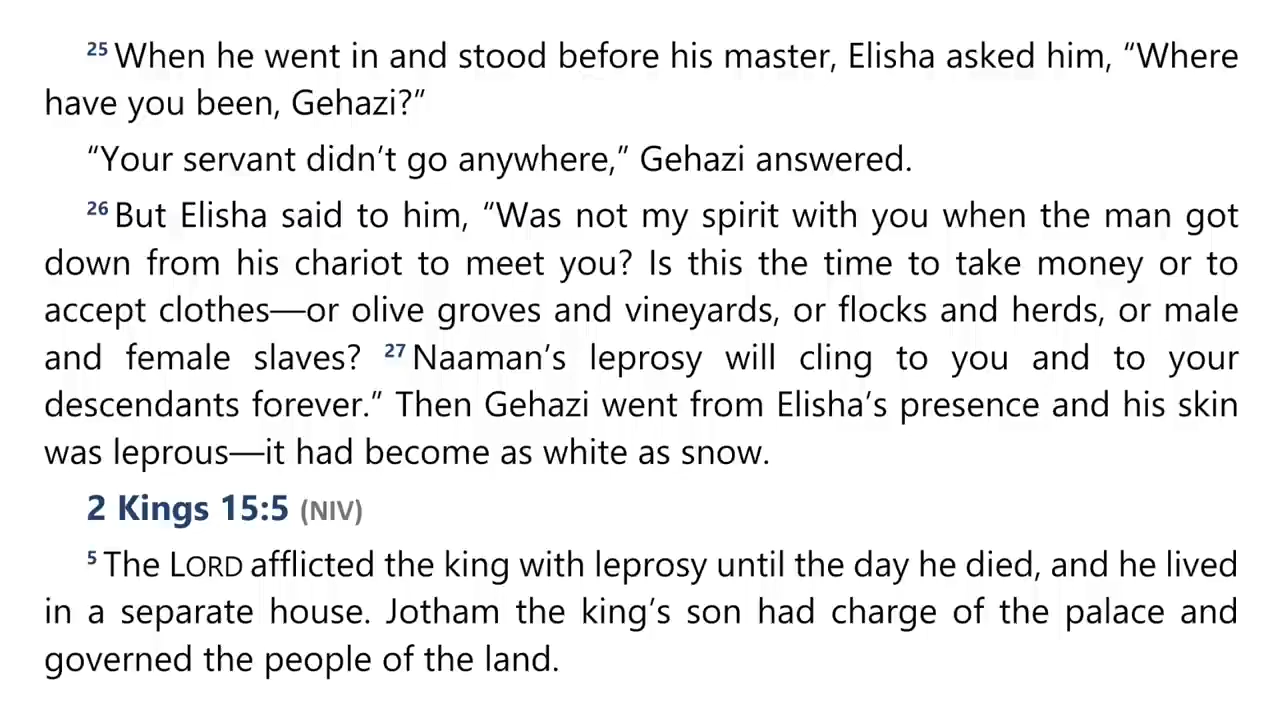 25 When he went in and stood before his master, Elisha asked him, “Where
have you been, Gehazi?”
“Your servant didn’t go anywhere,” Gehazi answered.
26 But Elisha said to him, “Was not my spirit with you when the man got
down from his chariot to meet you? Is this the time to take money or to
accept clothes—or olive groves and vineyards, or flocks and herds, or male
and female slaves? 27 Naaman’s leprosy will cling to you and to your
descendants forever.” Then Gehazi went from Elisha’s presence and his skin
was leprous—it had become as white as snow.
2 Kings 15:5 (NIV)
5 The LORD afflicted the king with leprosy until the day he died, and he lived
in a separate house. Jotham the king’s son had charge of the palace and
governed the people of the land.